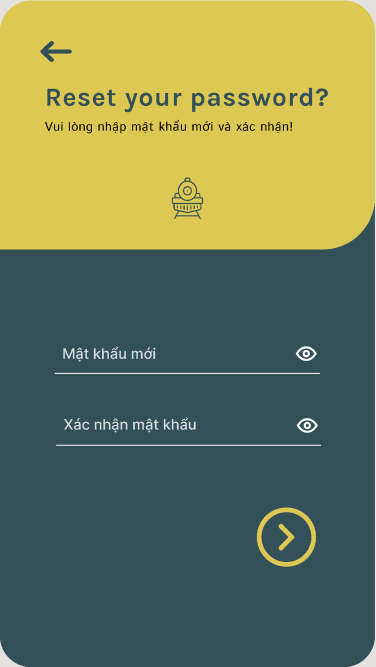 Reset your password?
Vui lòng nhập mật khẩu mới và xác nhận!
Mật khẩu mới
Xác nhận mật khẩu